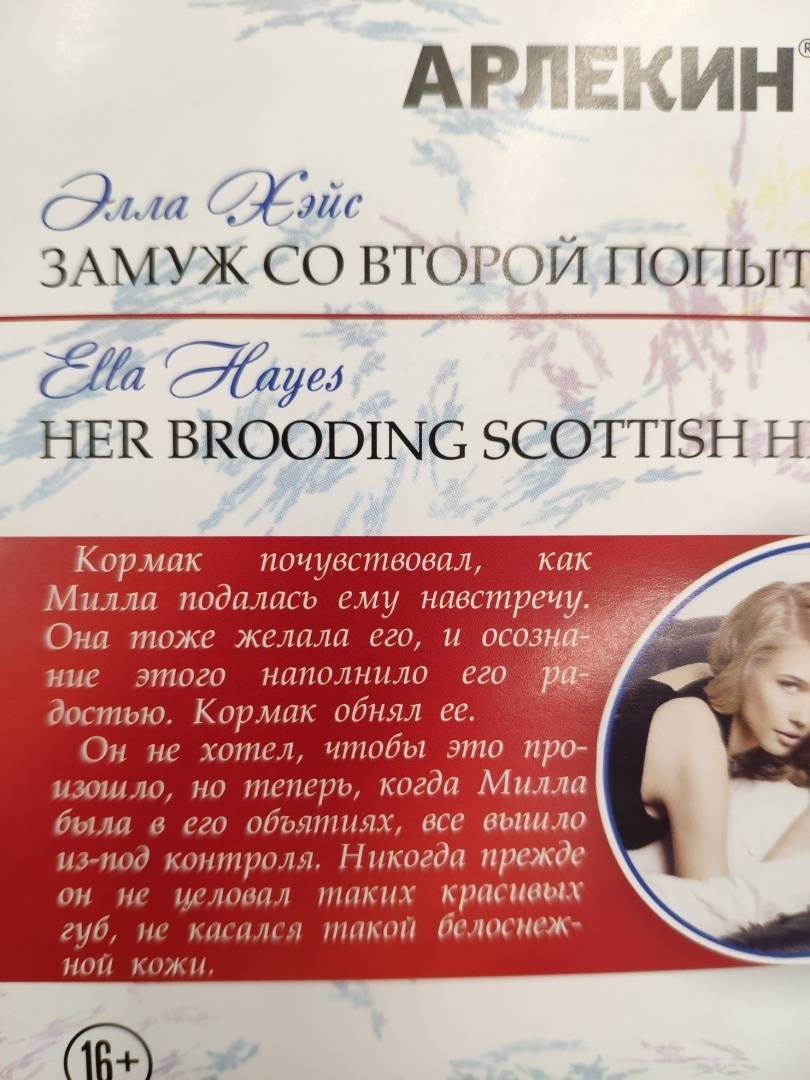 АРЛЕКИН®
Элла Хэйс
ЗАМУЖ СО ВТОРОЙ ПОПЫТ
Ella Hayes
HER BROODING SCOTTISH HE
Кормак почувствовал, как
Милла подалась ему навстречу.
Она тоже желала его, и осозна-
ние этого наполнило его ра-
достью. Кормак обнял ее.
Он не хотел, чтобы это про-
изошло, но теперь, когда Милла
была в его объятиях, все вышло
из-под контроля. Никогда прежде
он не целовал таких красивых
губ, не касался такой белоснеж-
ной кожи.
16+